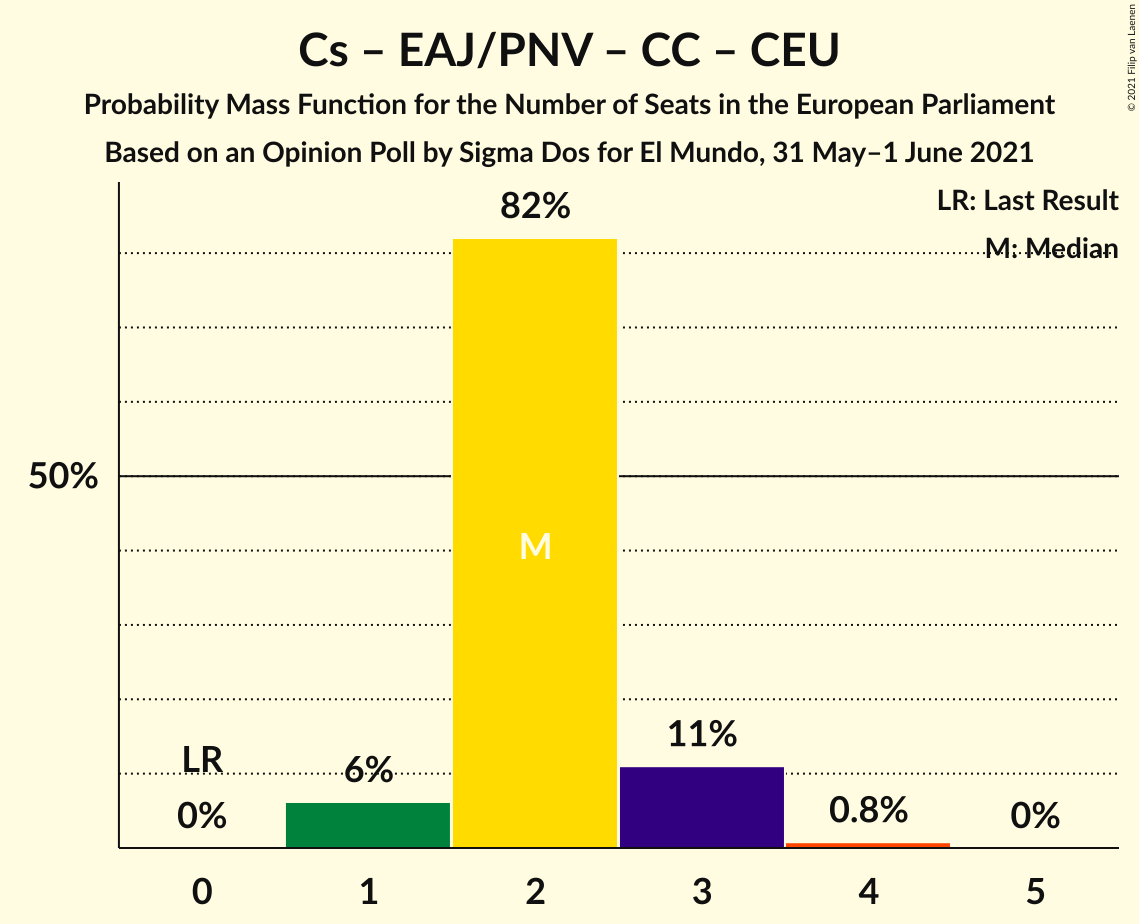 Cs – EAJ/PNV – CC – CEU
Probability Mass Function for the Number of Seats in the European Parliament
Based on an Opinion Poll by Sigma Dos for El Mundo, 31 May–1 June 2021
© 2021 Filip van Laenen
LR: Last Result
M: Median
82%
50%
M
11%
LR
6%
0%
0.8%
0%
0 1 2 3 4 5